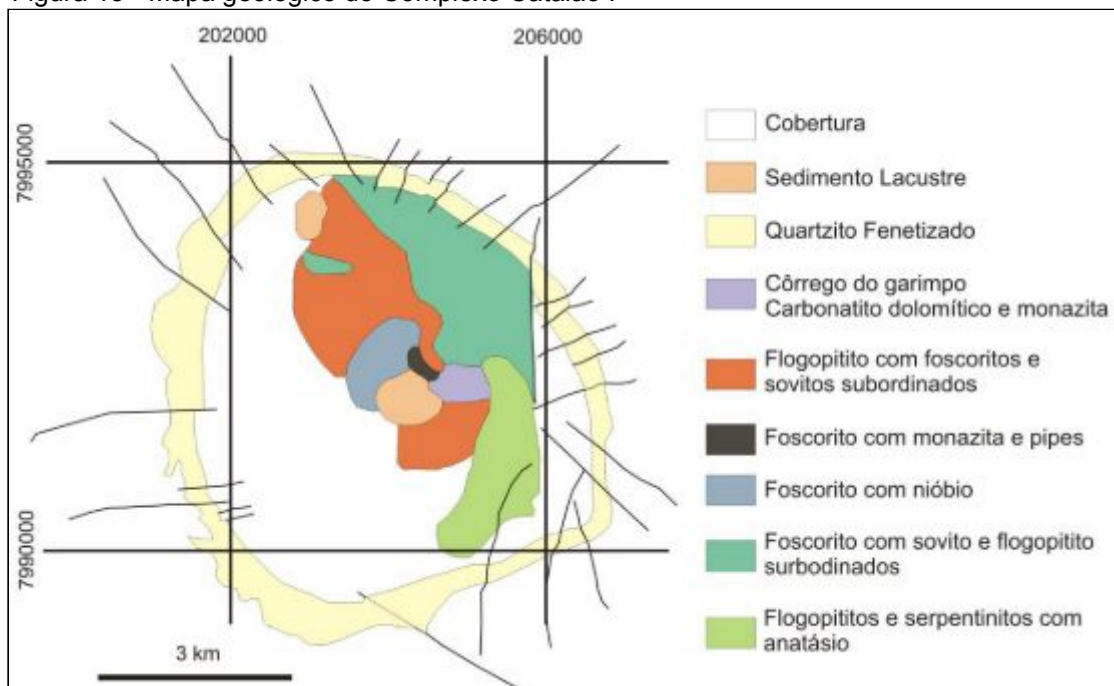 202000
206000
7995000
7990000
3 km
Cobertura
Sedimento Lacustre
Quartzito Fenetizado
Côrrego do garimpo
Carbonatito dolomítico e monazita
Flogopitito com foscoritos e
sovitos subordinados
Foscorito com monazita e pipes
Foscorito com nióbio
Foscorito com sovito e flogopitito
surbodinados
Flogopititos e serpentinitos com
anatásio